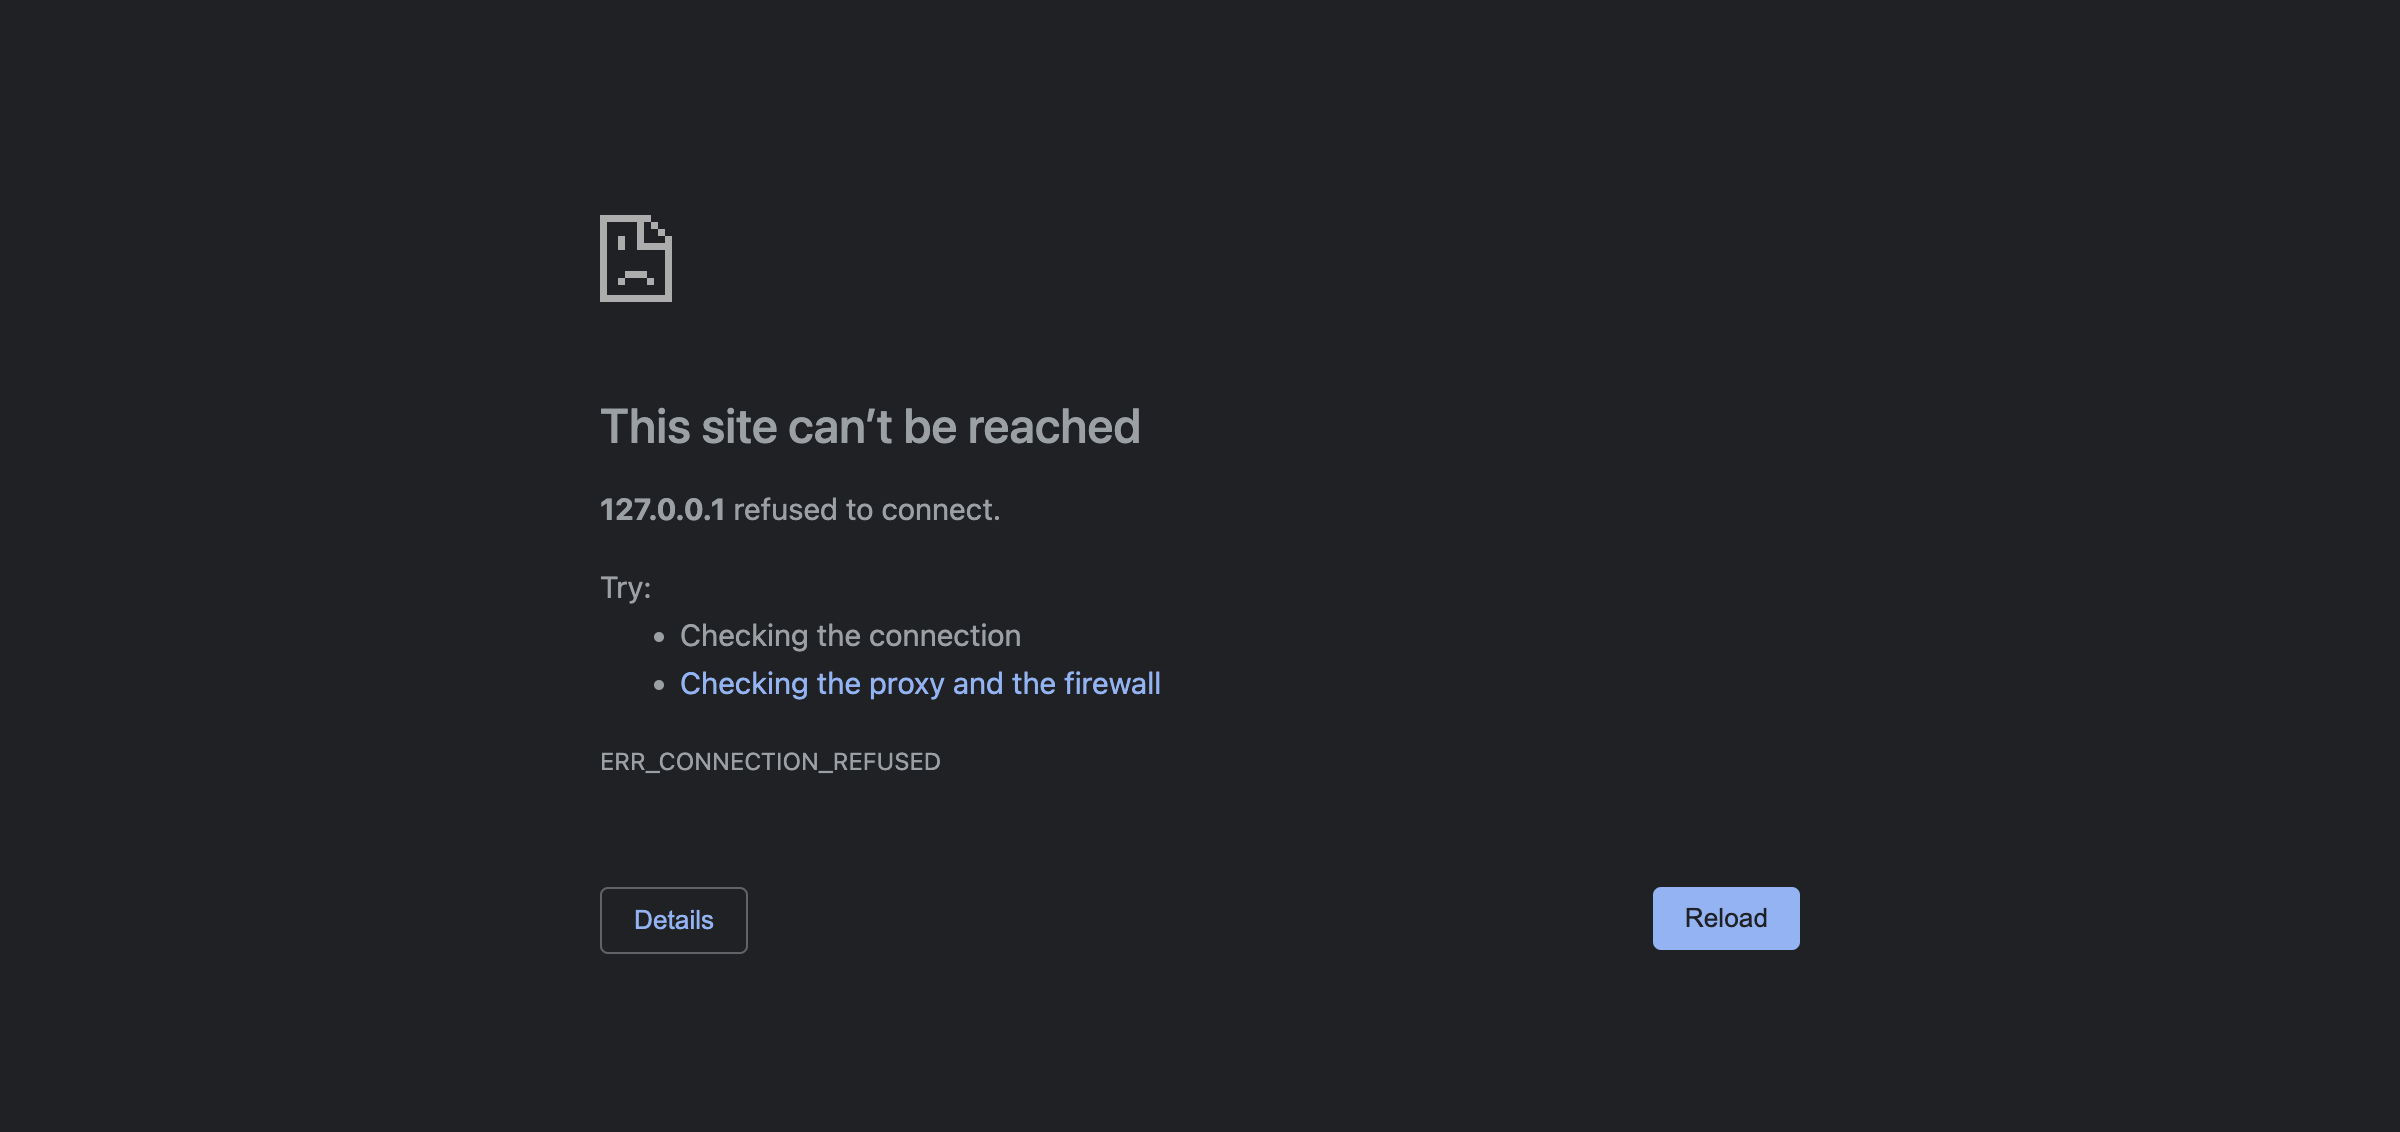 This site can’t be reached
127.0.0.1 refused to connect.
Try:
• Checking the connection
• Checking the proxy and the firewall
ERR_CONNECTION_REFUSED
Details
Reload